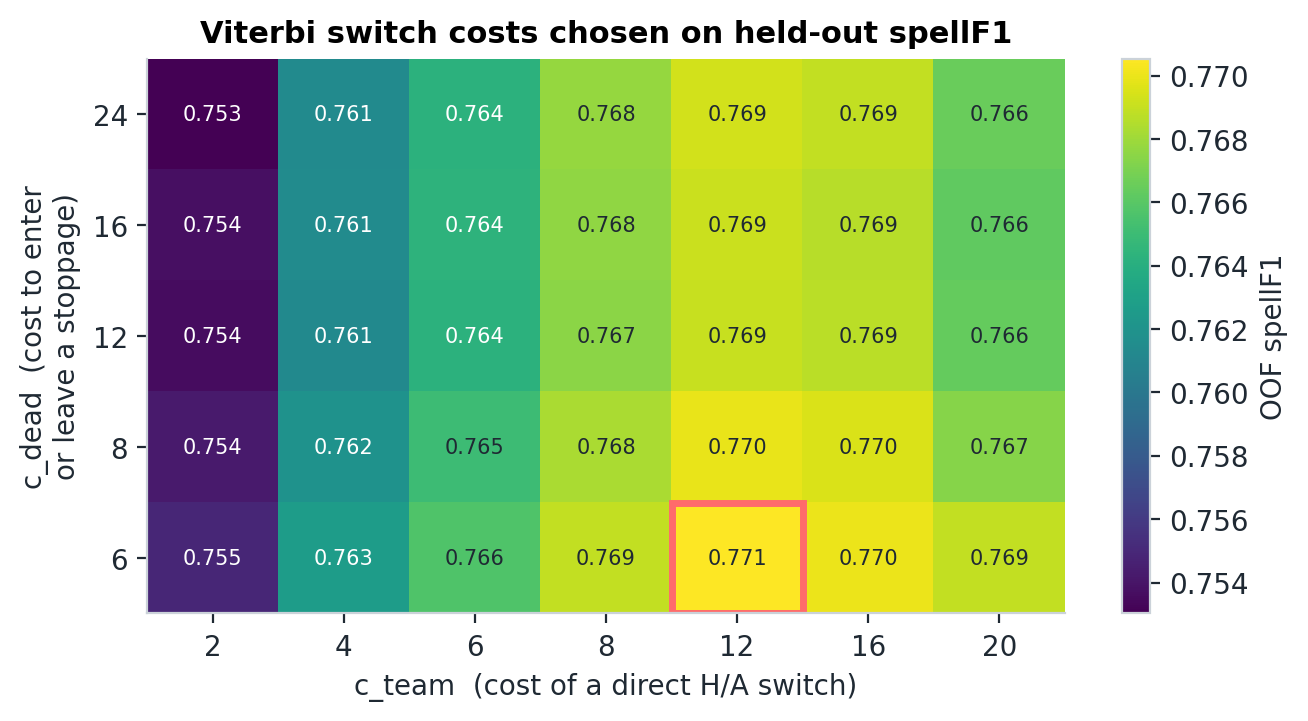 Viterbi switch costs chosen on held-out spellF1
c_dead  (cost to enter
or leave a stoppage)
24
0.753 0.761 0.764 0.768 0.769 0.769 0.766
16
0.754 0.761 0.764 0.768 0.769 0.769 0.766
12
0.754 0.761 0.764 0.767 0.769 0.769 0.766
8
0.754 0.762 0.765 0.768 0.770 0.770 0.767
6
0.755 0.763 0.766 0.769 0.771 0.770 0.769
2 4 6 8 12 16 20
c_team  (cost of a direct H/A switch)
0.770
0.768
0.766
0.764
0.762
0.760
0.758
0.756
0.754
OOF spellF1